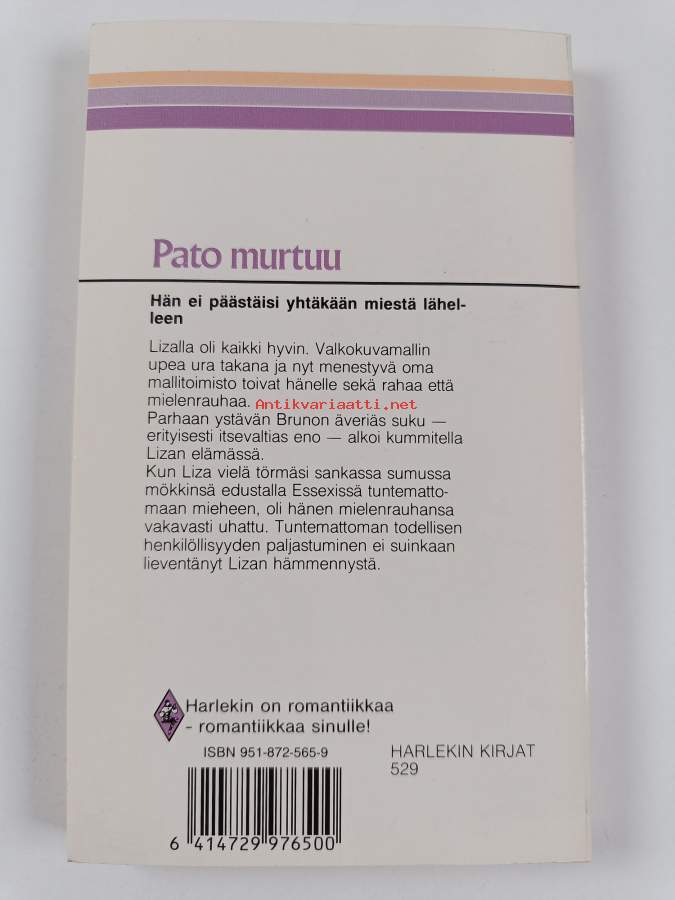 Pato murtuu
Hän ei päästäisi yhtäkään miestä lähel-
leen
Lizalla oli kaikki hyvin. Valkokuvamallin
upea ura takana ja nyt menestyvä oma
mallitoimisto toivat hänelle sekä rahaa että
mielenrauhaa.
Antikvariaatti.net
Parhaan ystävän Brunon äveriäs suku —
erityisesti itsevaltias eno — alkoi kummitella
Lizan elämässä.
Kun Liza vielä törmäsi sankassa sumussa
mökkinsä edustalla Essexissä tuntematto-
maan mieheen, oli hänen mielenrauhansa
vakavasti uhattu. Tuntemattoman todellisen
henkilöllisyyden paljastuminen ei suinkaan
lieventänyt Lizan hämmennystä.
Harlekin on romantiikkaa
- romantiikkaa sinulle!
ISBN 951-872-565-9
HARLEKIN KIRJAT
529
6 414729 976500